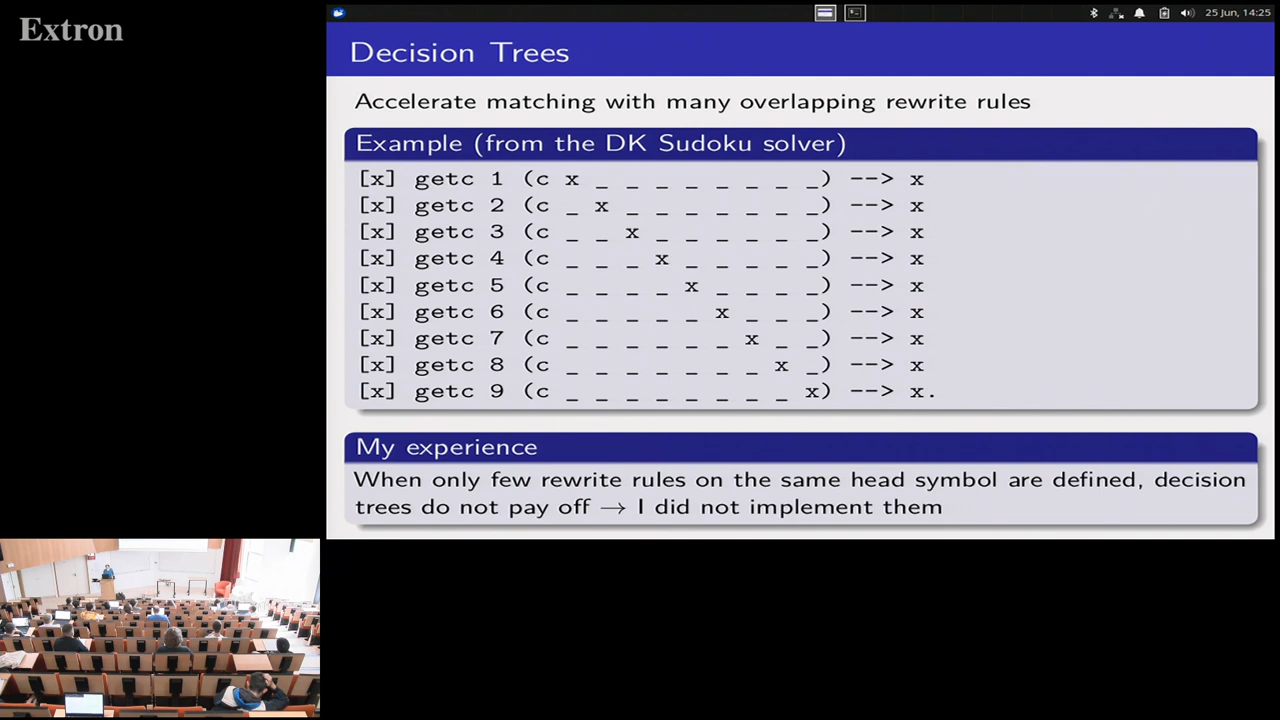 Extron
25 Jun, 14:25
Decision Trees
Accelerate matching with many overlapping rewrite rules
Example (from the DK Sudoku solver)
[x] getc 1 (c x _ _ _ _ _ _ _ _) --> x
[x] getc 2 (c _ x _ _ _ _ _ _ _) --> x
[x] getc 3 (c _ _ x _ _ _ _ _ _) --> x
[x] getc 4 (c _ _ _ x _ _ _ _ _) --> x
[x] getc 5 (c _ _ _ _ x _ _ _ _) --> x
[x] getc 6 (c _ _ _ _ _ x _ _ _) --> x
[x] getc 7 (c _ _ _ _ _ _ x _ _) --> x
[x] getc 8 (c _ _ _ _ _ _ _ x _) --> x
[x] getc 9 (c _ _ _ _ _ _ _ _ x) --> x.
My experience
When only few rewrite rules on the same head symbol are defined, decision
trees do not pay off → I did not implement them